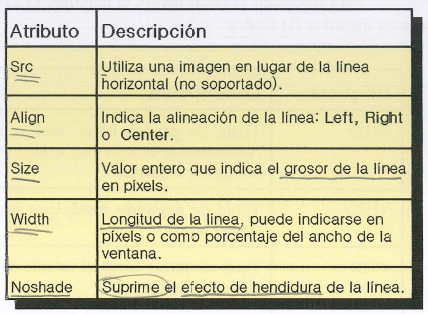 Atributo Descripción
Src Utiliza una imagen en lugar de la línea
horizontal (no soportado).
Align Indica la alineación de la línea: Left, Right
o Center.
Size Valor entero que indica el grosor de la línea
en píxels.
Width Longitud de la línea, puede indicarse en
píxels o como porcentaje del ancho de la
ventana.
Noshade Suprime el efecto de hendidura de la línea.